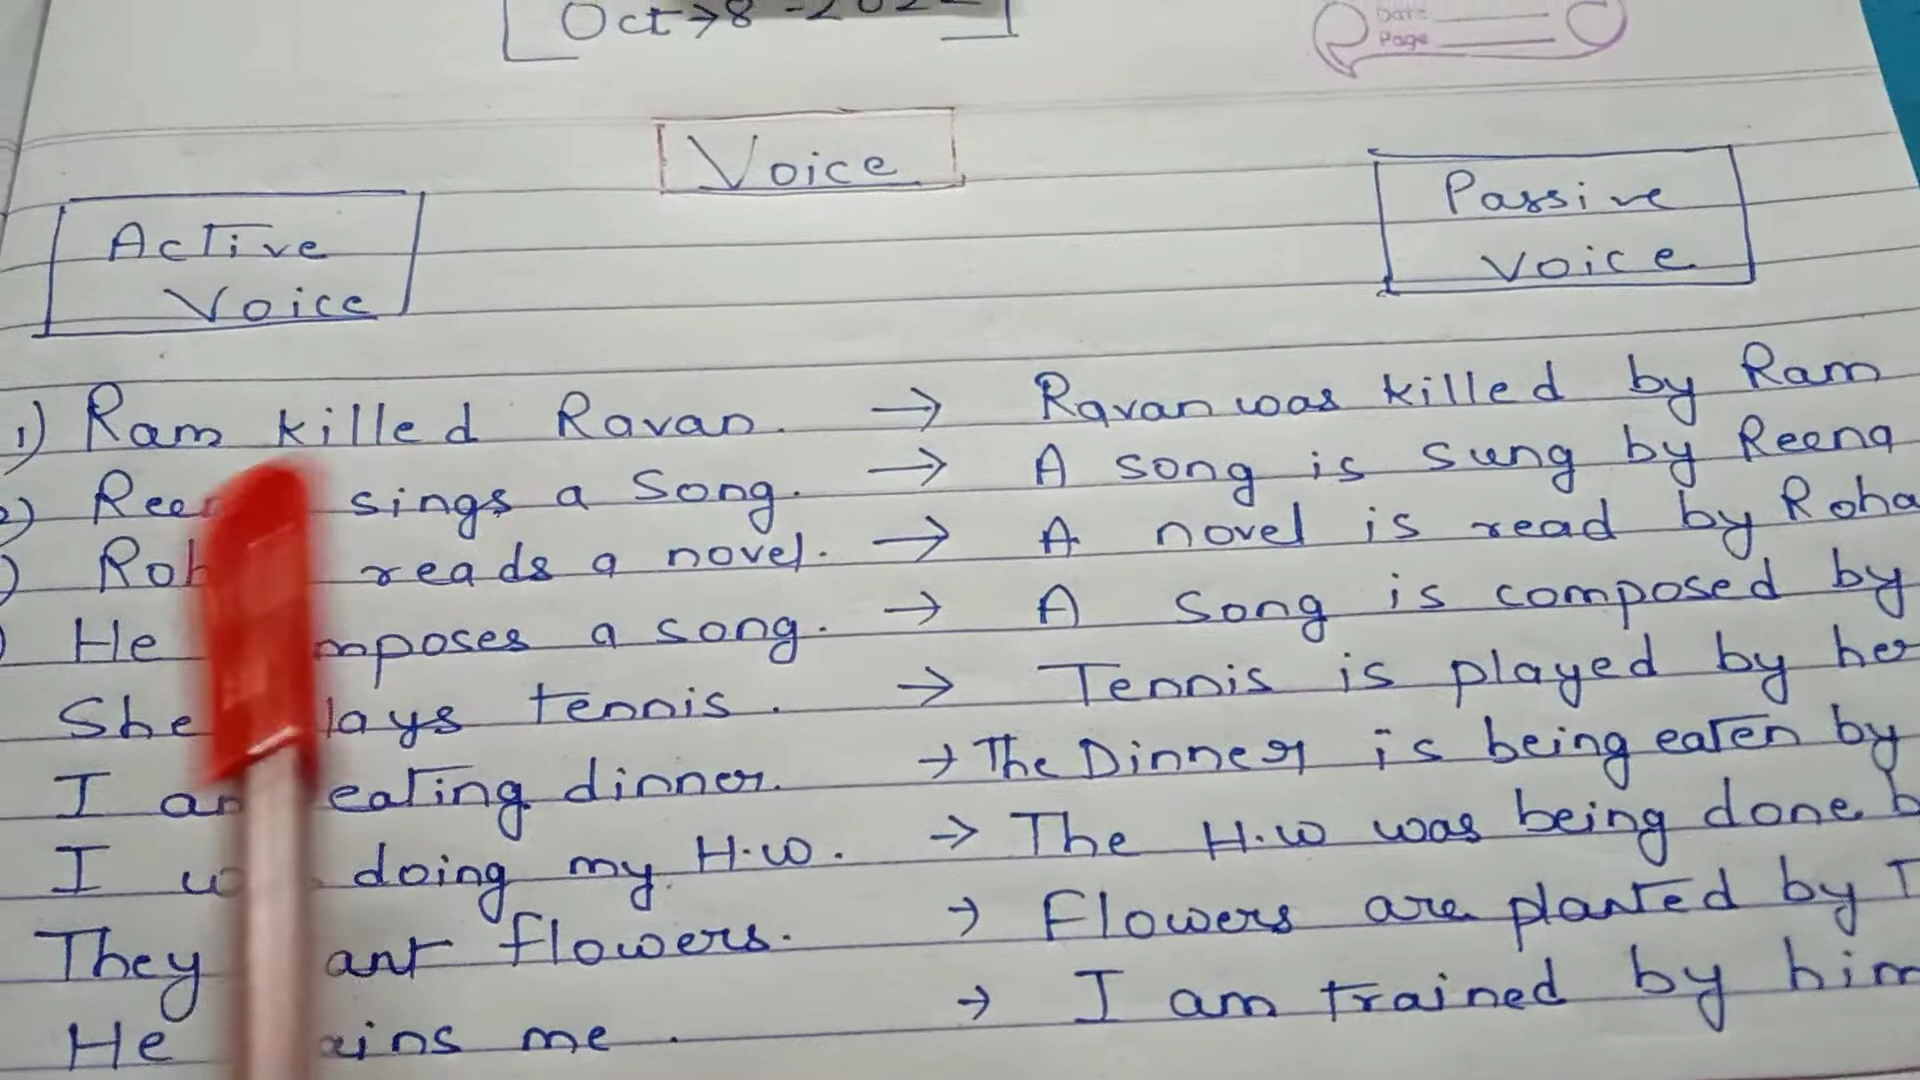 Oct→8
Date
Page
Voice
Active Voice
Passive Voice
1) Ram killed Ravan. → Ravan was killed by Ram
2) sings a Song. → A song is sung by Reena
reads a novel. → A novel is read by
He a song. → A Song is composed by
She tennis. → Tennis is played by her
I eating dinner. → The Dinner is being eaten by
I doing my H.w. → The H.w was being done
They flowers. → Flowers are planted by
He me. → I am trained by him